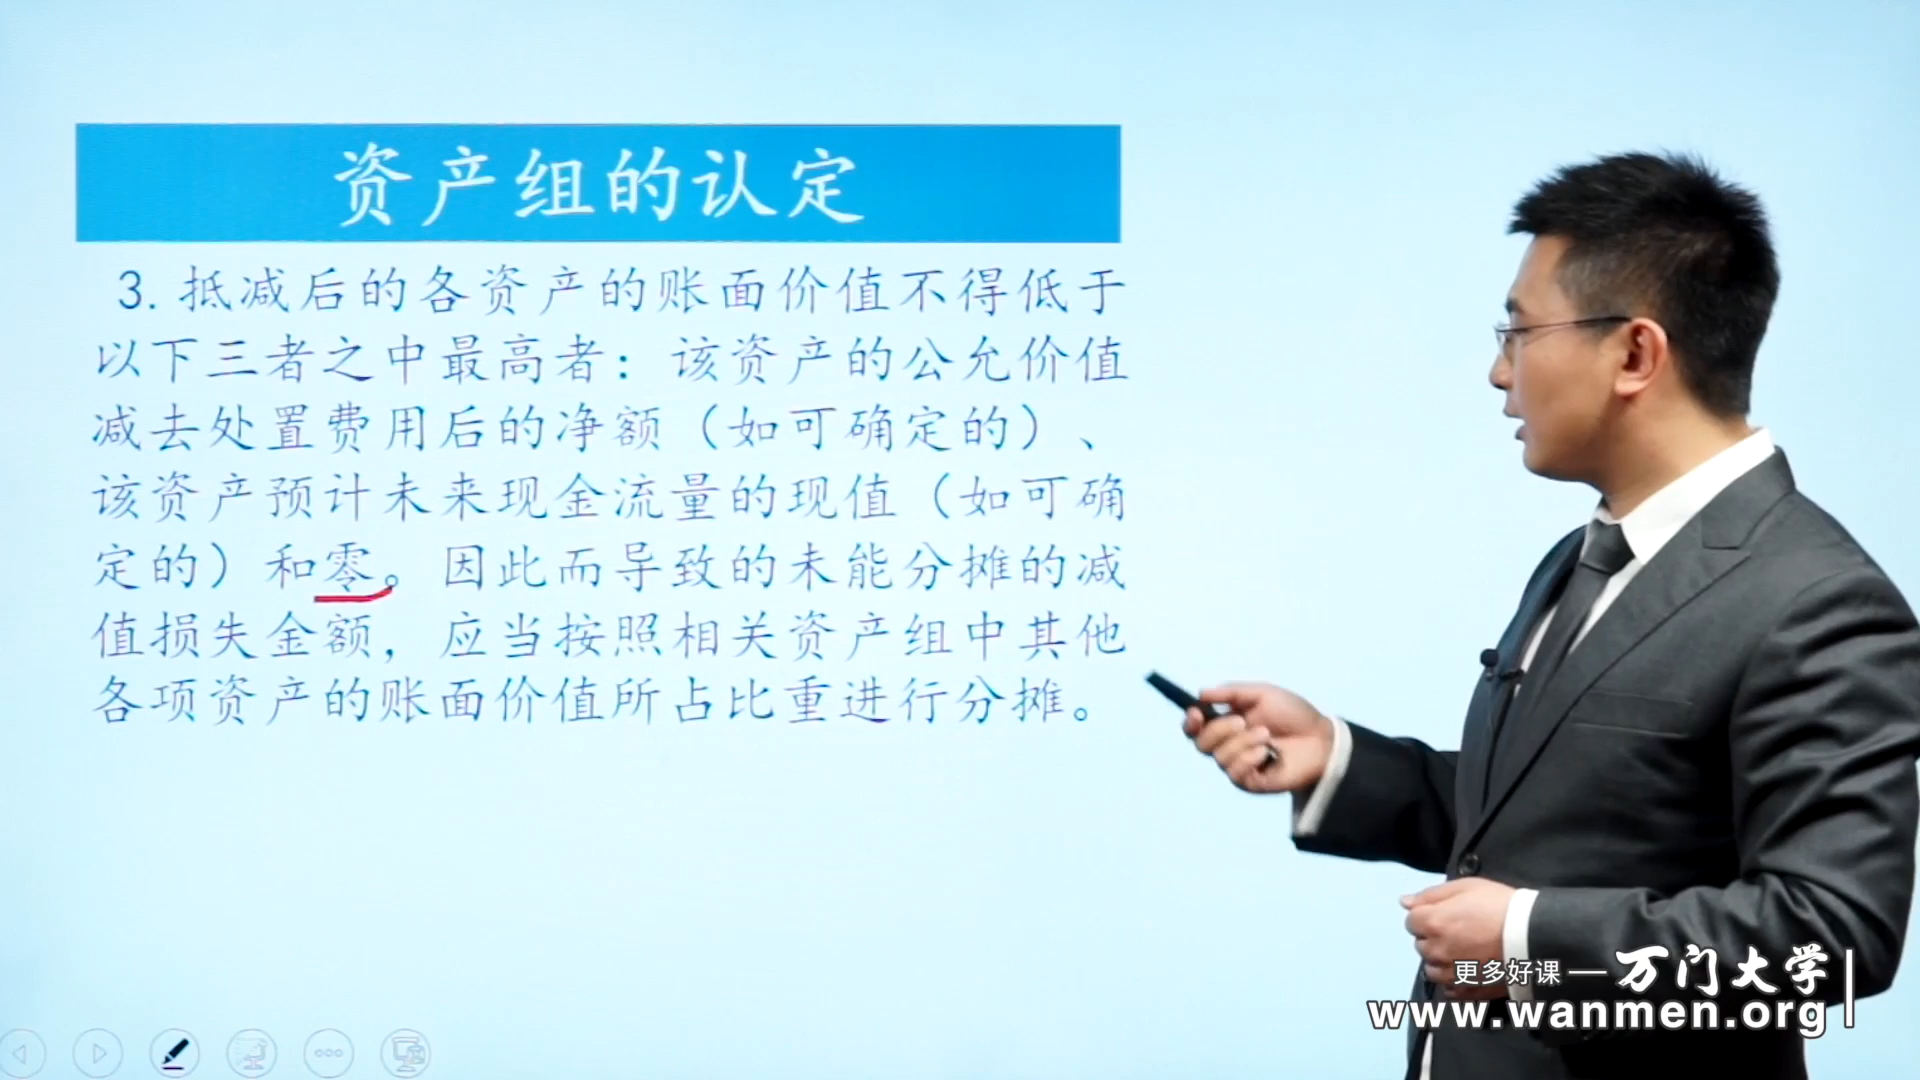 资产组的认定
3. 抵减后的各资产的账面价值不得低于
以下三者之中最高者：该资产的公允价值
减去处置费用后的净额（如可确定的）、
该资产预计未来现金流量的现值（如可确
定的）和零。因此而导致的未能分摊的减
值损失金额，应当按照相关资产组中其他
各项资产的账面价值所占比重进行分摊。
更多好课—万门大学
www.wanmen.org